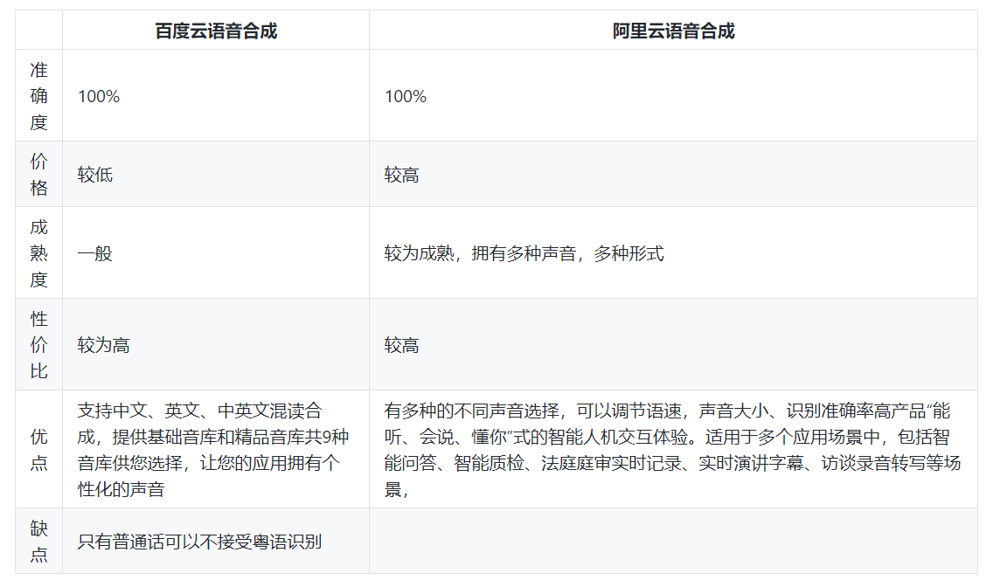 百度云语音合成
阿里云语音合成
准
确
度
100%
100%
价
格
较低
较高
成
熟
度
一般
较为成熟，拥有多种声音，多种形式
性
价
比
较为高
较高
优
点
支持中文、英文、中英文混读合
成，提供基础音库和精品音库共9种
音库供您选择，让您的应用拥有个
性化的声音
有多种的不同声音选择，可以调节语速，声音大小、识别准确率高产品“能
听、会说、懂你”式的智能人机交互体验。适用于多个应用场景中，包括智
能问答、智能质检、法庭庭审实时记录、实时演讲字幕、访谈录音转写等场
景，
缺
点
只有普通话可以不接受粤语识别